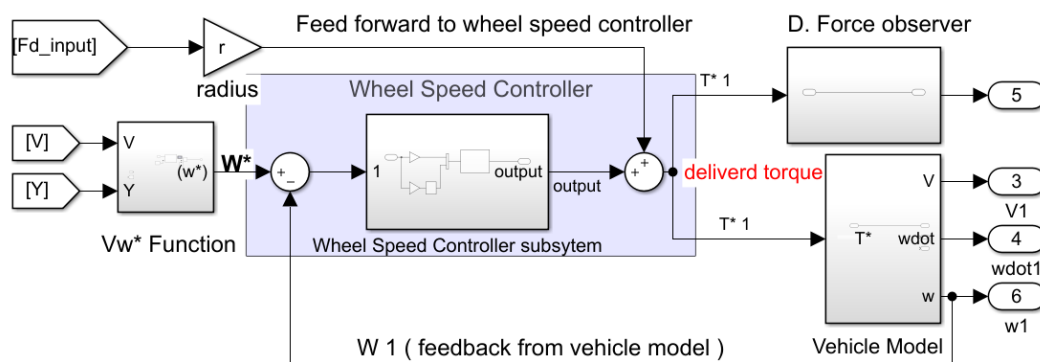 Feed forward to wheel speed controller
D. Force observer
[Fd_input]
r
radius
Wheel Speed Controller
T* 1
5
[V]
V
W*
+
−
1
output
output
+
+
deliverd torque
[Y]
Y
(w*)
Vw* Function
Wheel Speed Controller subsytem
T* 1
V
T*
wdot
w
3
V1
4
wdot1
6
w1
W 1 ( feedback from vehicle model )
Vehicle Model